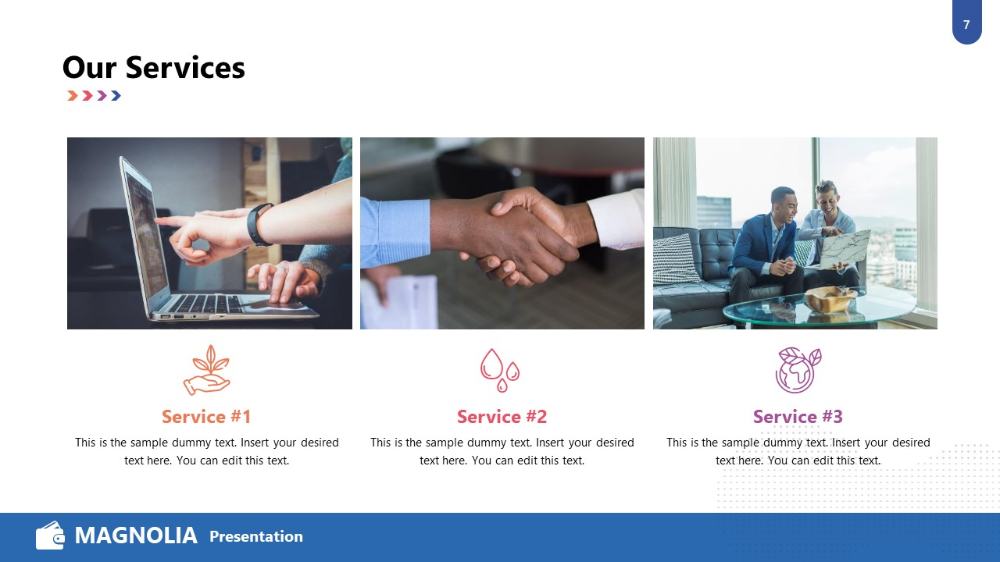 7
Our Services
Service #1
This is the sample dummy text. Insert your desired
text here. You can edit this text.
Service #2
This is the sample dummy text. Insert your desired
text here. You can edit this text.
Service #3
This is the sample dummy text. Insert your desired
text here. You can edit this text.
MAGNOLIA Presentation